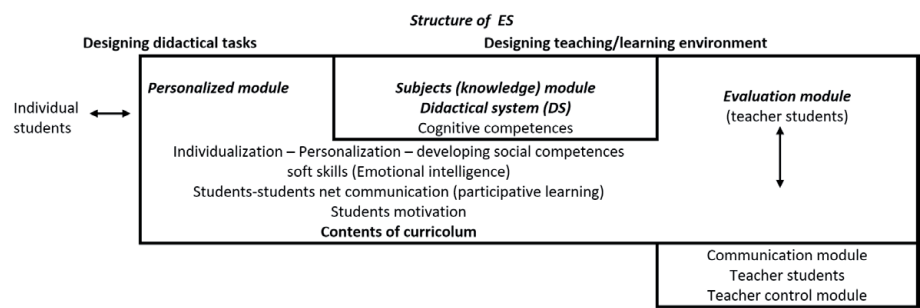 Structure of ES
Designing didactical tasks
Designing teaching/learning environment
Individual
students
Personalized module
Subjects (knowledge) module
Didactical system (DS)
Cognitive competences
Evaluation module
(teacher students)
Individualization – Personalization – developing social competences
soft skills (Emotional intelligence)
Students-students net communication (participative learning)
Students motivation
Contents of curricolum
Communication module
Teacher students
Teacher control module